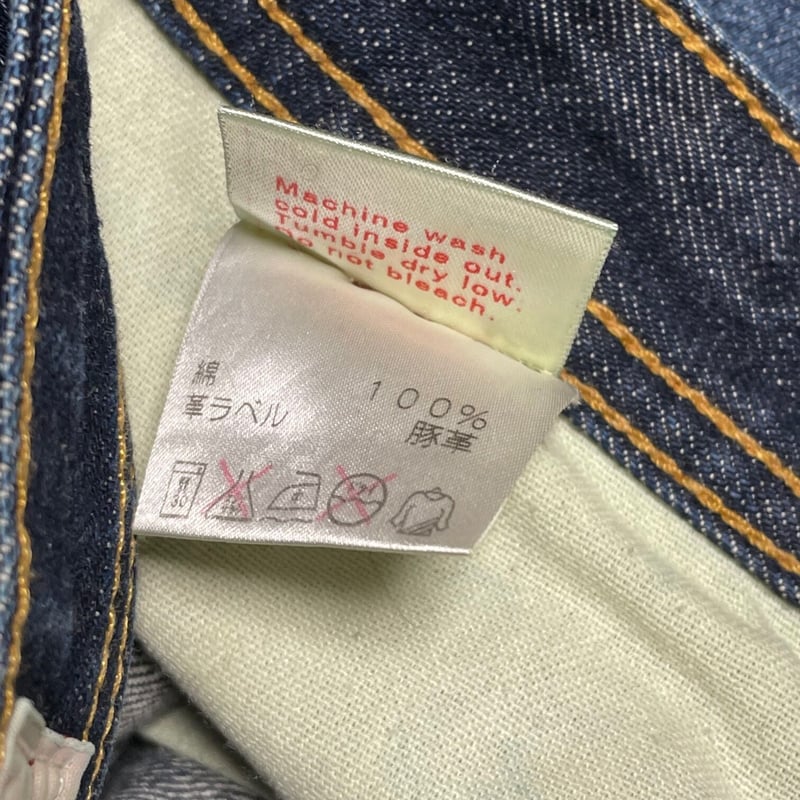 Machine wash
cold inside out.
Tumble dry low.
Do not bleach.
綿 100%
革ラベル 豚革